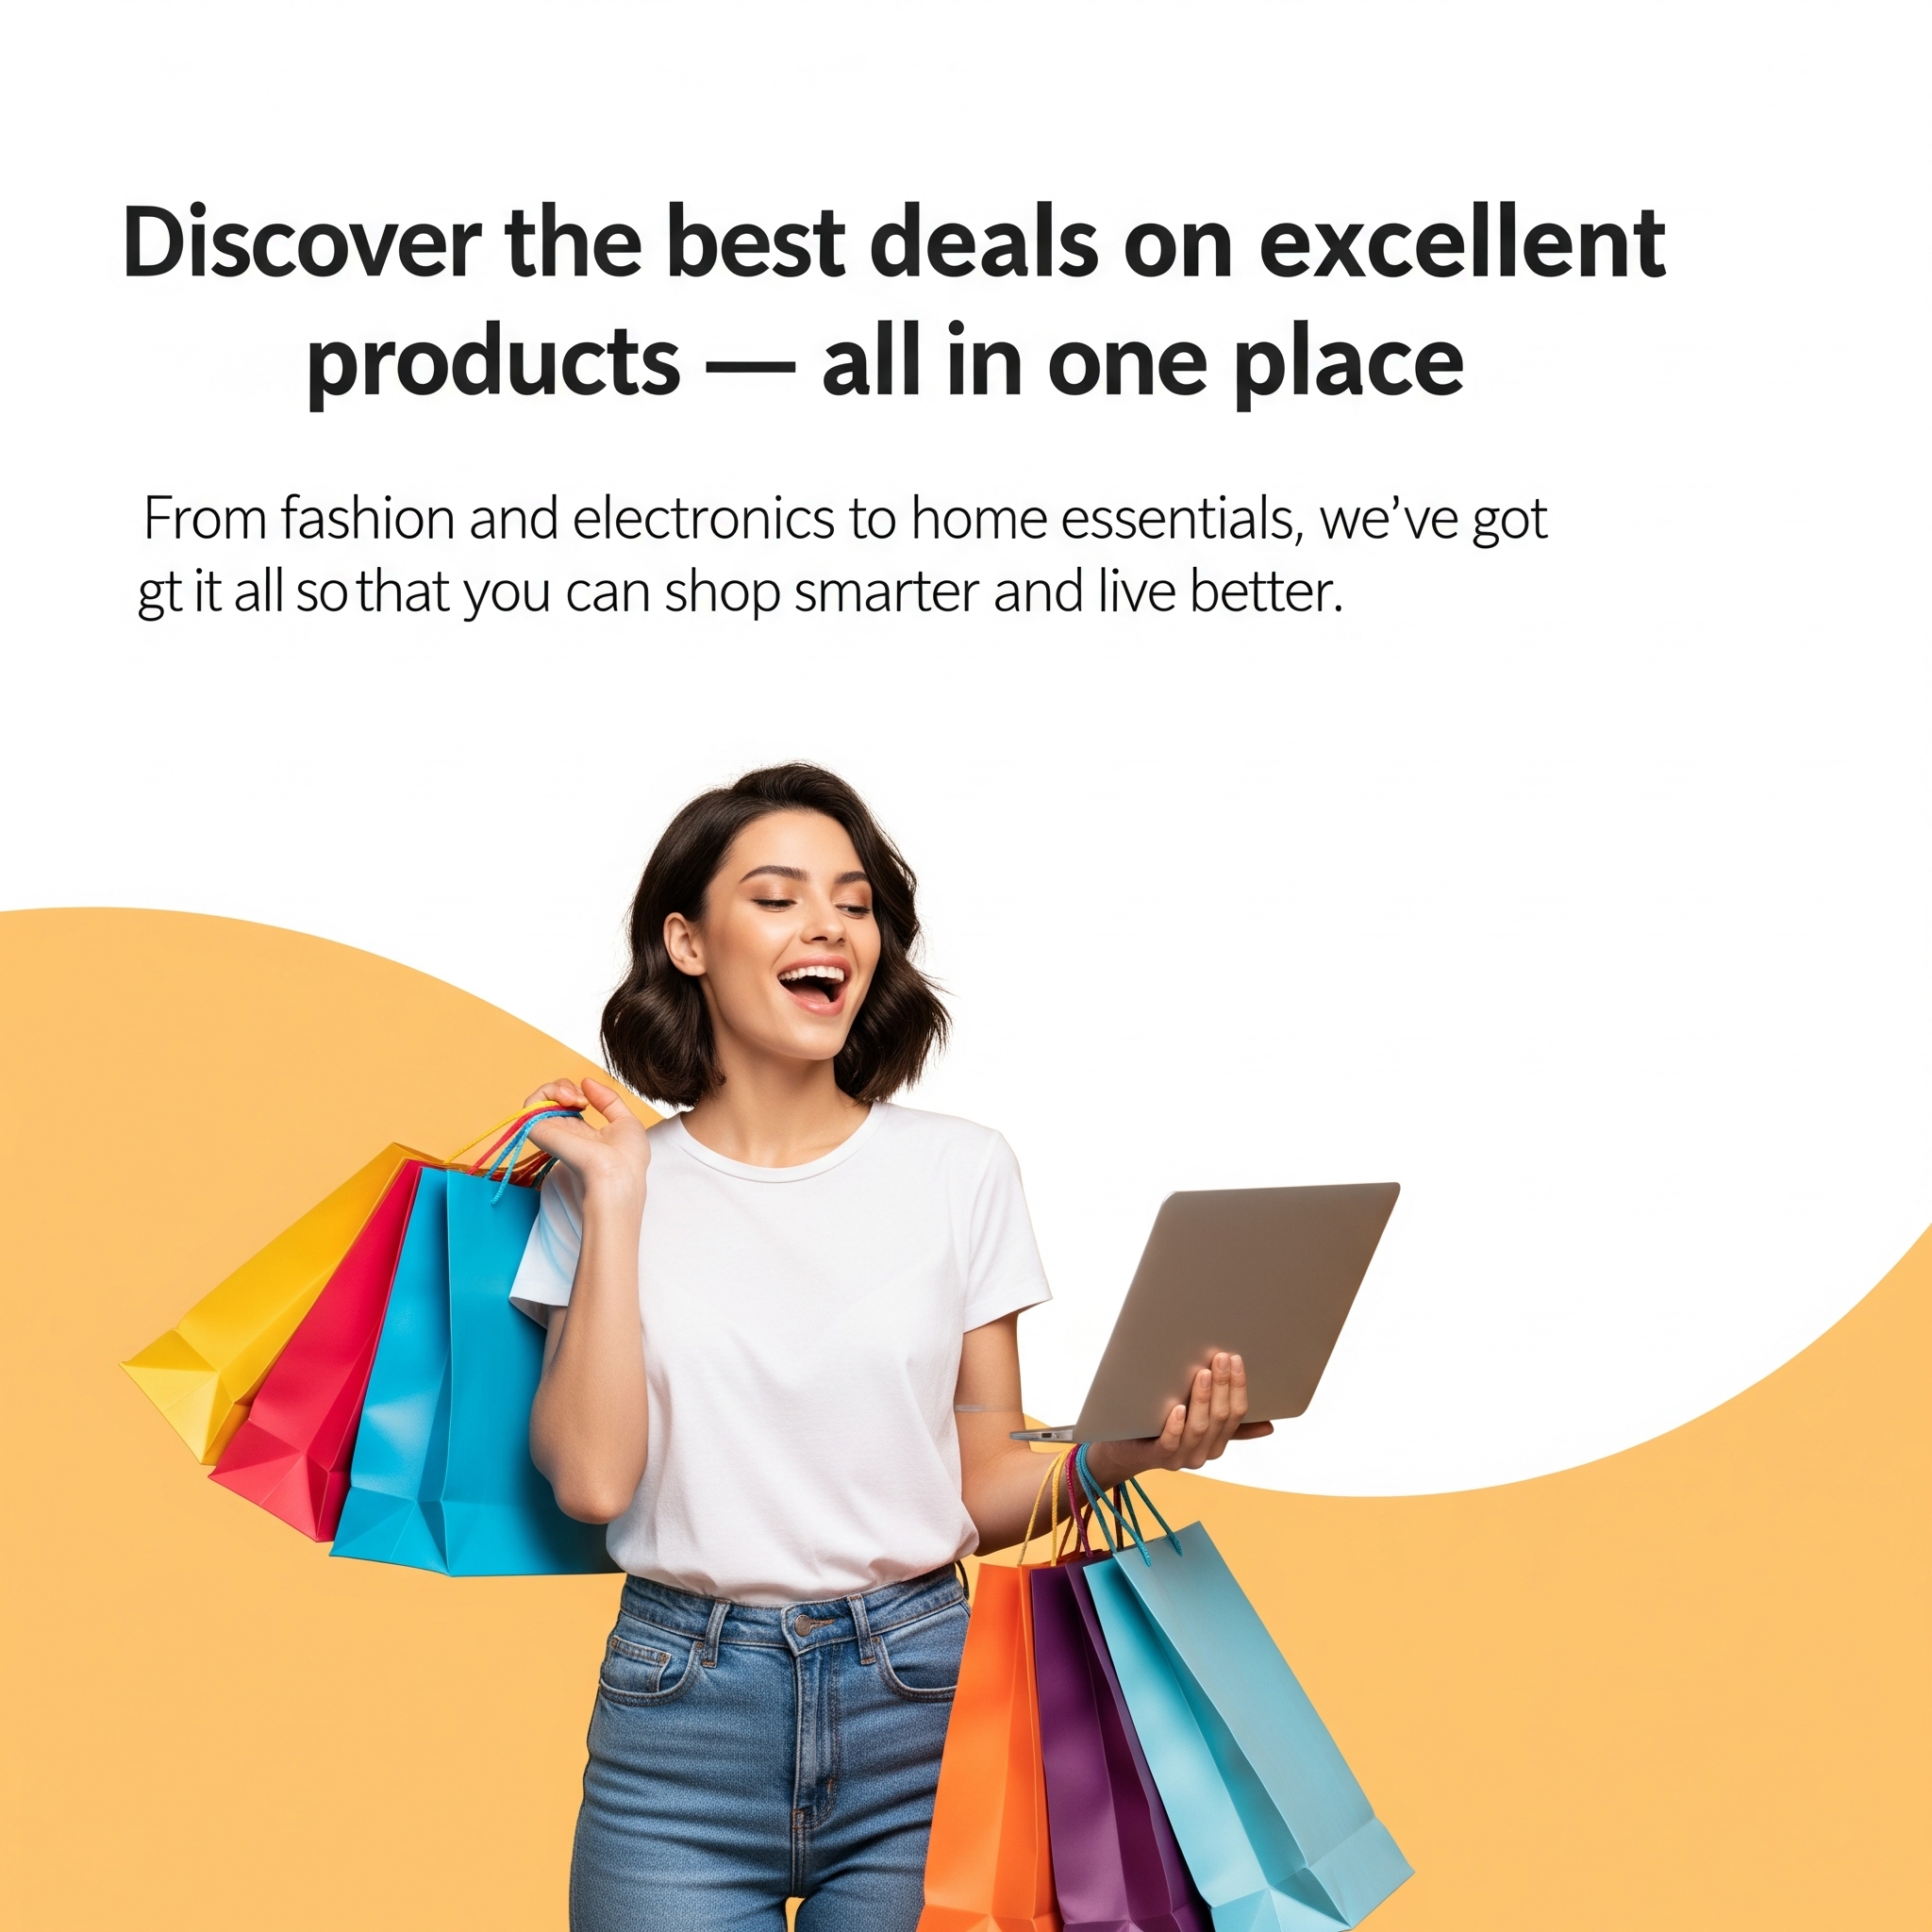 Discover the best deals on excellent
products — all in one place
From fashion and electronics to home essentials, we’ve got
gt it all so that you can shop smarter and live better.